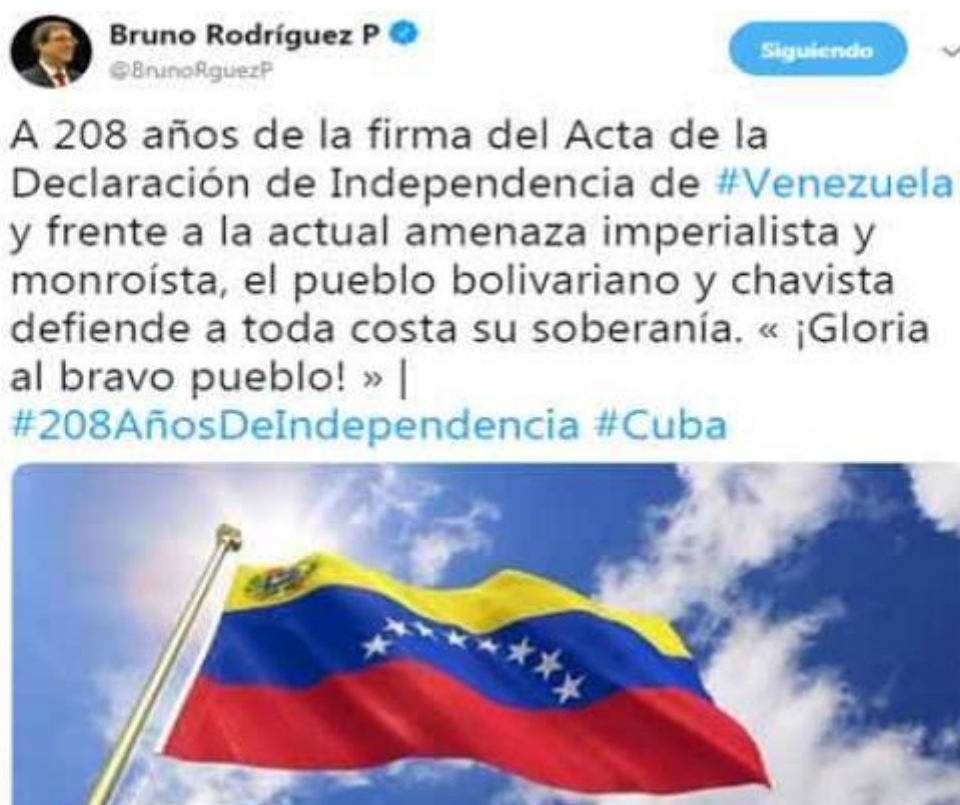 Bruno Rodríguez P
@BrunoRguezP
Siguiendo
A 208 años de la firma del Acta de la
Declaración de Independencia de #Venezuela
y frente a la actual amenaza imperialista y
monroísta, el pueblo bolivariano y chavista
defiende a toda costa su soberanía. « ¡Gloria
al bravo pueblo! » |
#208AñosDeIndependencia #Cuba